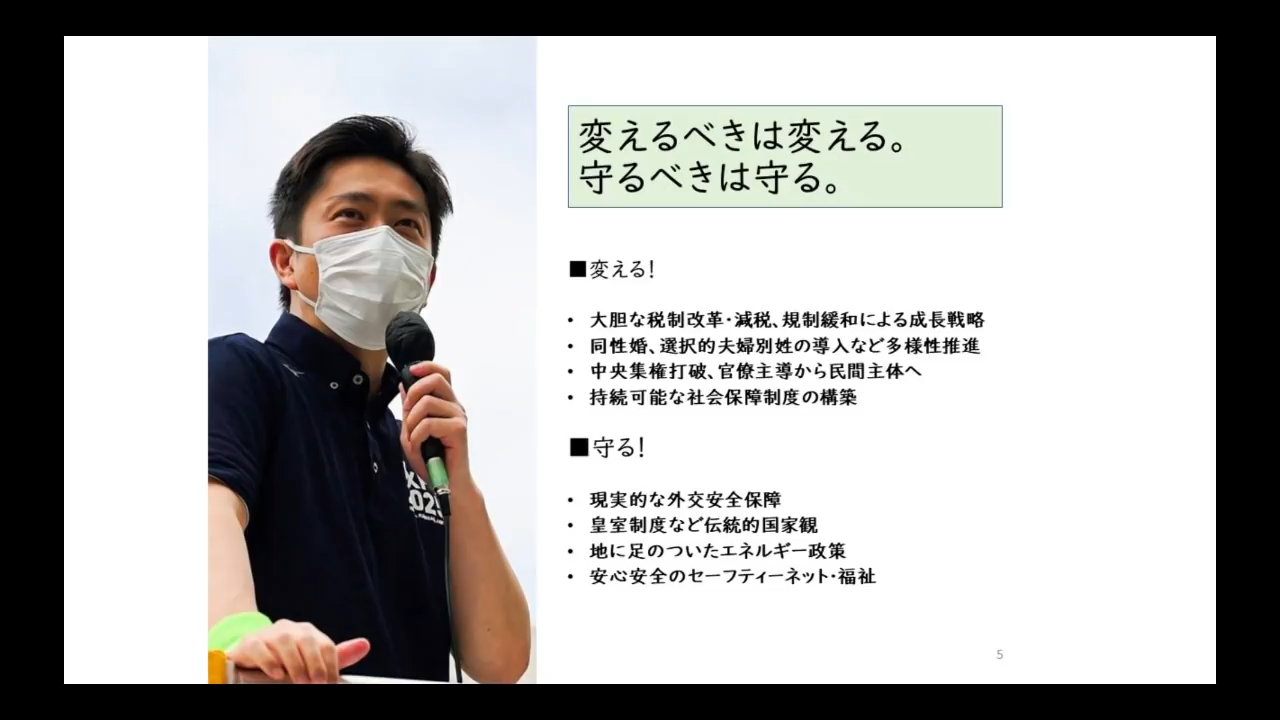 変えるべきは変える。
守るべきは守る。
■変える!
• 大胆な税制改革・減税、規制緩和による成長戦略
• 同性婚、選択的夫婦別姓の導入など多様性推進
• 中央集権打破、官僚主導から民間主体へ
• 持続可能な社会保障制度の構築
■守る!
• 現実的な外交安全保障
• 皇室制度など伝統的国家観
• 地に足のついたエネルギー政策
• 安心安全のセーフティーネット・福祉
5